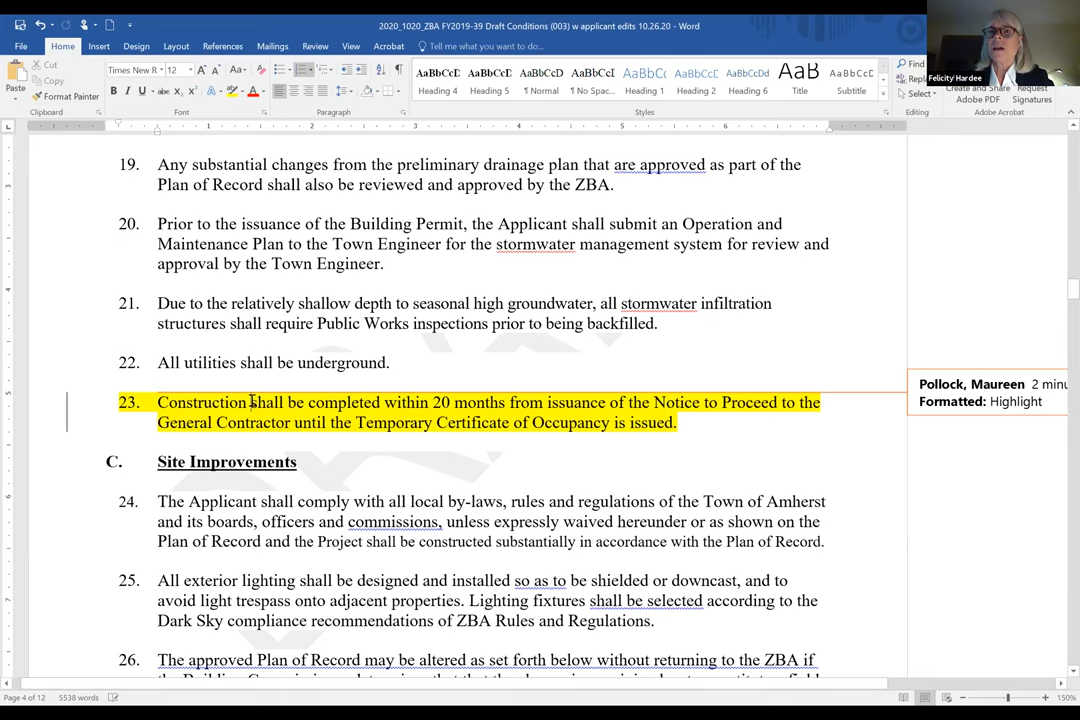 2020_1020_ZBA FY2019-39 Draft Conditions (003) w applicant edits 10.26.20 - Word
File Home Insert Design Layout References Mailings Review View Acrobat Tell me what you want to do...
Cut
Copy
Format Painter
Paste
Times New R 12
Clipboard Font Paragraph Styles Editing Adobe Acrobat
AaBbCcD AaBbCcD AaBbCcD AaBbCcI AaBbCcI AaBbCcD AaBbCcDd AaB AaBbCcD
Heading 4 Heading 5 ¶ Normal ¶ No Spac... Heading 1 Heading 2 Heading 6 Title Subtitle
Find
Select
Create and Share Request
Adobe PDF Signatures
Felicity Hardee
19. Any substantial changes from the preliminary drainage plan that are approved as part of the
Plan of Record shall also be reviewed and approved by the ZBA.
20. Prior to the issuance of the Building Permit, the Applicant shall submit an Operation and
Maintenance Plan to the Town Engineer for the stormwater management system for review and
approval by the Town Engineer.
21. Due to the relatively shallow depth to seasonal high groundwater, all stormwater infiltration
structures shall require Public Works inspections prior to being backfilled.
22. All utilities shall be underground.
23. Construction shall be completed within 20 months from issuance of the Notice to Proceed to the
General Contractor until the Temporary Certificate of Occupancy is issued.
Pollock, Maureen 2 minu
Formatted: Highlight
C. Site Improvements
24. The Applicant shall comply with all local by-laws, rules and regulations of the Town of Amherst
and its boards, officers and commissions, unless expressly waived hereunder or as shown on the
Plan of Record and the Project shall be constructed substantially in accordance with the Plan of Record.
25. All exterior lighting shall be designed and installed so as to be shielded or downcast, and to
avoid light trespass onto adjacent properties. Lighting fixtures shall be selected according to the
Dark Sky compliance recommendations of ZBA Rules and Regulations.
26. The approved Plan of Record may be altered as set forth below without returning to the ZBA if
Page 4 of 12 5538 words 150%